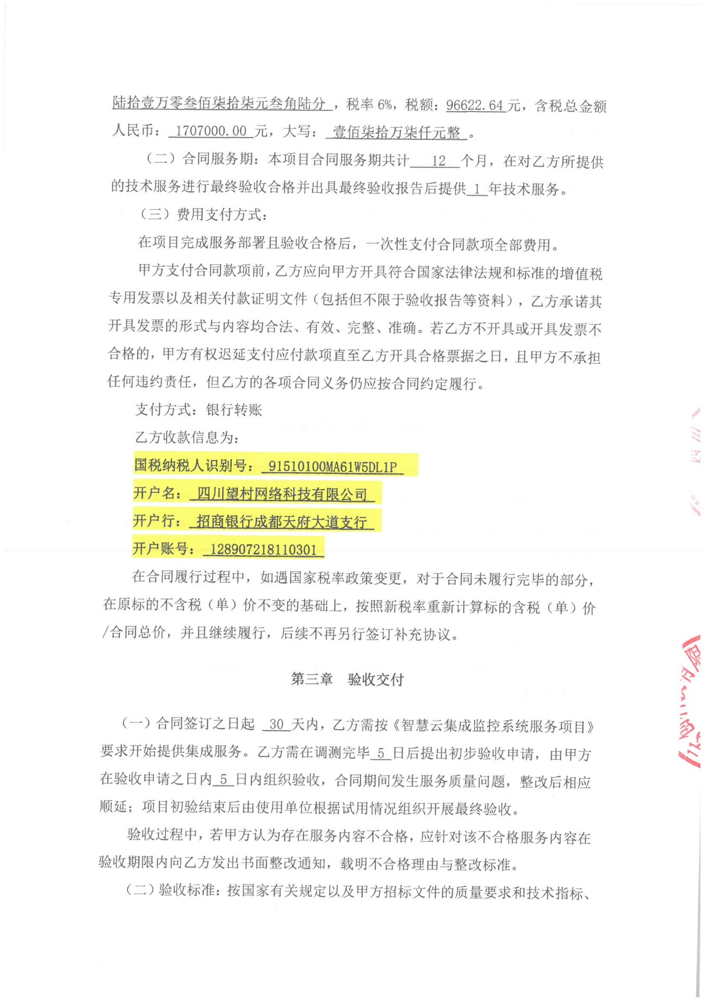 陆拾壹万零叁佰柒拾柒元叁角陆分，税率6%，税额：96622.64元，含税总金额
人民币：1707000.00元，大写：壹佰柒拾万柒仟元整。
（二）合同服务期：本项目合同服务期共计12个月，在对乙方所提供
的技术服务进行最终验收合格并出具最终验收报告后提供1年技术服务。
（三）费用支付方式：
在项目完成服务部署且验收合格后，一次性支付合同款项全部费用。
甲方支付合同款项前，乙方应向甲方开具符合国家法律法规和标准的增值税
专用发票以及相关付款证明文件（包括但不限于验收报告等资料），乙方承诺其
开具发票的形式与内容均合法、有效、完整、准确。若乙方不开具或开具发票不
合格的，甲方有权迟延支付应付款项直至乙方开具合格票据之日，且甲方不承担
任何违约责任，但乙方的各项合同义务仍应按合同约定履行。
支付方式：银行转账
乙方收款信息为：
国税纳税人识别号：91510100MA61W5DL1P
开户名：四川望村网络科技有限公司
开户行：招商银行成都天府大道支行
开户账号：128907218110301
在合同履行过程中，如遇国家税率政策变更，对于合同未履行完毕的部分，
在原标的不含税（单）价不变的基础上，按照新税率重新计算标的含税（单）价
/合同总价，并且继续履行，后续不再另行签订补充协议。
第三章 验收交付
（一）合同签订之日起30天内，乙方需按《智慧云集成监控系统服务项目》
要求开始提供集成服务。乙方需在调测完毕5日后提出初步验收申请，由甲方
在验收申请之日内5日内组织验收，合同期间发生服务质量问题，整改后相应
顺延；项目初验结束后由使用单位根据试用情况组织开展最终验收。
验收过程中，若甲方认为存在服务内容不合格，应针对该不合格服务内容在
验收期限内向乙方发出书面整改通知，载明不合格理由与整改标准。
（二）验收标准：按国家有关规定以及甲方招标文件的质量要求和技术指标、